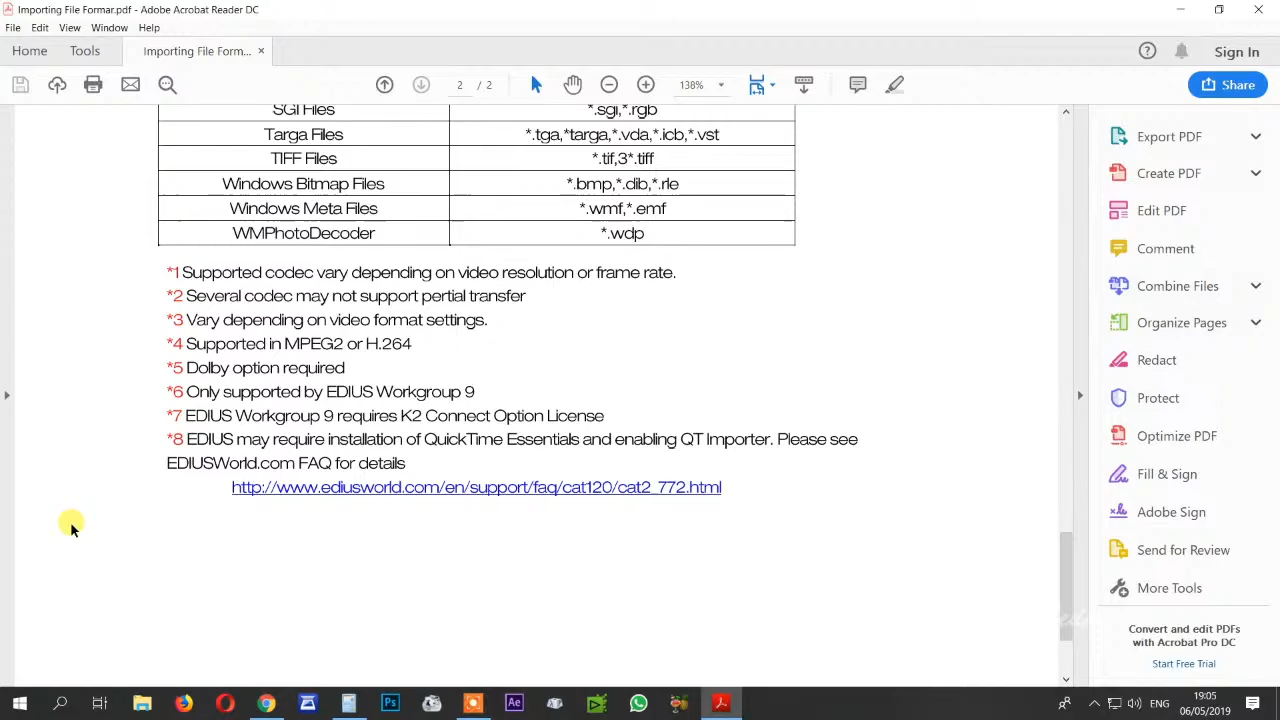 Importing File Formar.pdf - Adobe Acrobat Reader DC
File Edit View Window Help
Home Tools Importing File Form... × Sign In
2 / 2 138% Share
SGI Files *.sgi,*.rgb
Targa Files *.tga,*targa,*.vda,*.icb,*.vst
TIFF Files *.tif,3*.tiff
Windows Bitmap Files *.bmp,*.dib,*.rle
Windows Meta Files *.wmf,*.emf
WMPhotoDecoder *.wdp
*1 Supported codec vary depending on video resolution or frame rate.
*2 Several codec may not support pertial transfer
*3 Vary depending on video format settings.
*4 Supported in MPEG2 or H.264
*5 Dolby option required
*6 Only supported by EDIUS Workgroup 9
*7 EDIUS Workgroup 9 requires K2 Connect Option License
*8 EDIUS may require installation of QuickTime Essentials and enabling QT Importer. Please see
EDIUSWorld.com FAQ for details
http://www.ediusworld.com/en/support/faq/cat120/cat2_772.html
Export PDF
Create PDF
Edit PDF
Comment
Combine Files
Organize Pages
Redact
Protect
Optimize PDF
Fill & Sign
Adobe Sign
Send for Review
More Tools
Convert and edit PDFs
with Acrobat Pro DC
Start Free Trial
Ps Ae ENG 19:05
06/05/2019